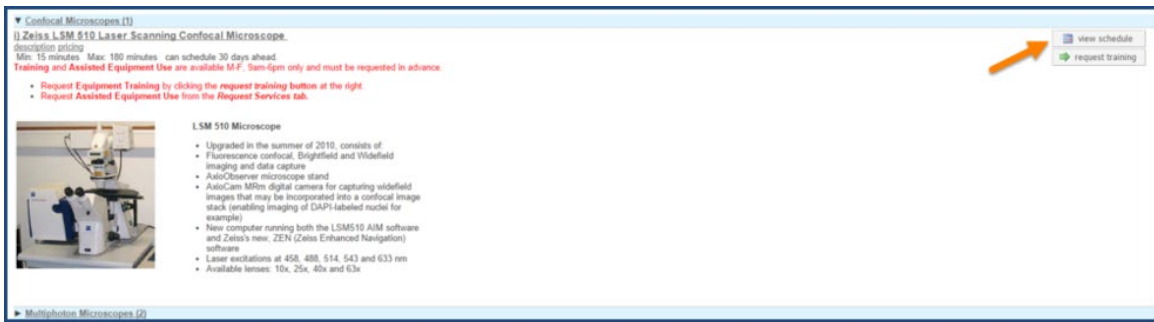 ▼ Confocal Microscopes (1)
i) Zeiss LSM 510 Laser Scanning Confocal Microscope
view schedule
description pricing
Min: 15 minutes Max: 180 minutes can schedule 30 days ahead.
request training
Training and Assisted Equipment Use are available M-F, 9am-6pm only and must be requested in advance.
• Request Equipment Training by clicking the request training button at the right.
• Request Assisted Equipment Use from the Request Services tab.
LSM 510 Microscope
• Upgraded in the summer of 2010, consists of:
• Fluorescence confocal, Brightfield and Widefield
imaging and data capture
• AxioObserver microscope stand
• AxioCam MRm digital camera for capturing widefield
images that may be incorporated into a confocal image
stack (enabling imaging of DAPI-labeled nuclei for
example)
• New computer running both the LSM510 AIM software
and Zeiss's new, ZEN (Zeiss Enhanced Navigation)
software
• Laser excitations at 458, 488, 514, 543 and 633 nm
• Available lenses: 10x, 25x, 40x and 63x
► Multiphoton Microscopes (2)